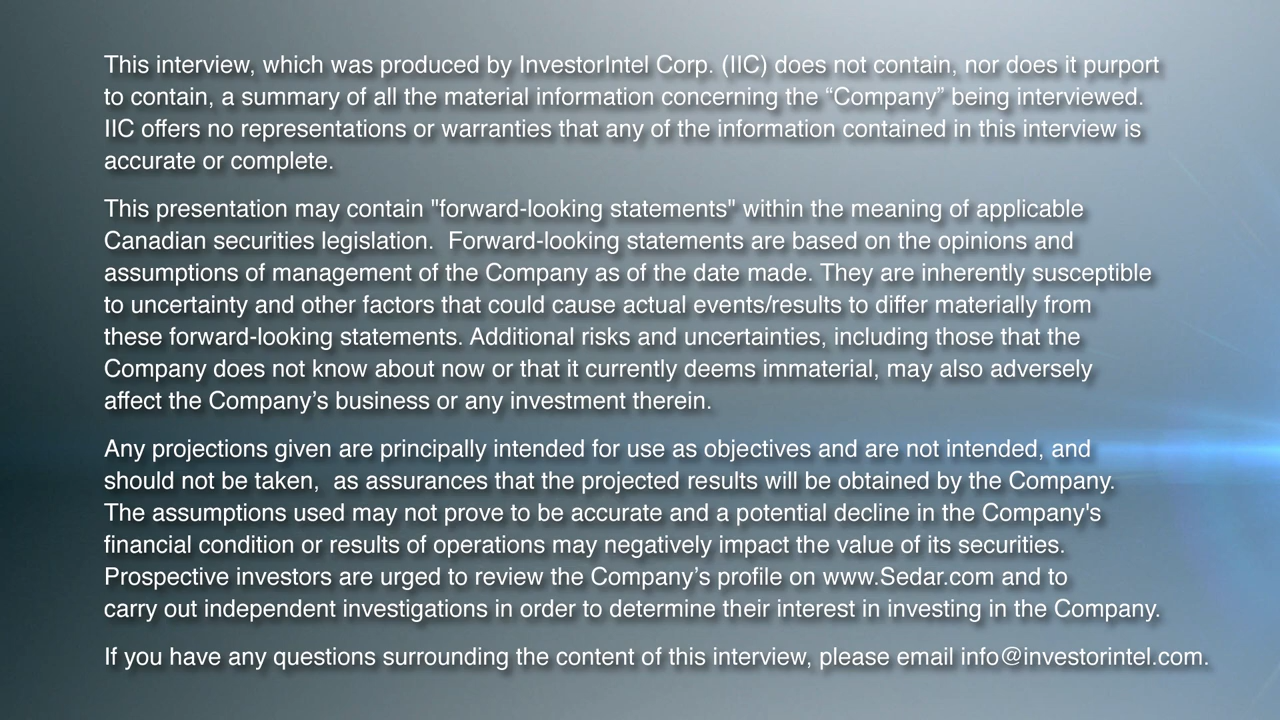 This interview, which was produced by InvestorIntel Corp. (IIC) does not contain, nor does it purport
to contain, a summary of all the material information concerning the “Company” being interviewed.
IIC offers no representations or warranties that any of the information contained in this interview is
accurate or complete.
This presentation may contain "forward-looking statements" within the meaning of applicable
Canadian securities legislation.  Forward-looking statements are based on the opinions and
assumptions of management of the Company as of the date made. They are inherently susceptible
to uncertainty and other factors that could cause actual events/results to differ materially from
these forward-looking statements. Additional risks and uncertainties, including those that the
Company does not know about now or that it currently deems immaterial, may also adversely
affect the Company’s business or any investment therein.
Any projections given are principally intended for use as objectives and are not intended, and
should not be taken,  as assurances that the projected results will be obtained by the Company.
The assumptions used may not prove to be accurate and a potential decline in the Company's
financial condition or results of operations may negatively impact the value of its securities.
Prospective investors are urged to review the Company’s profile on www.Sedar.com and to
carry out independent investigations in order to determine their interest in investing in the Company.
If you have any questions surrounding the content of this interview, please email info@investorintel.com.